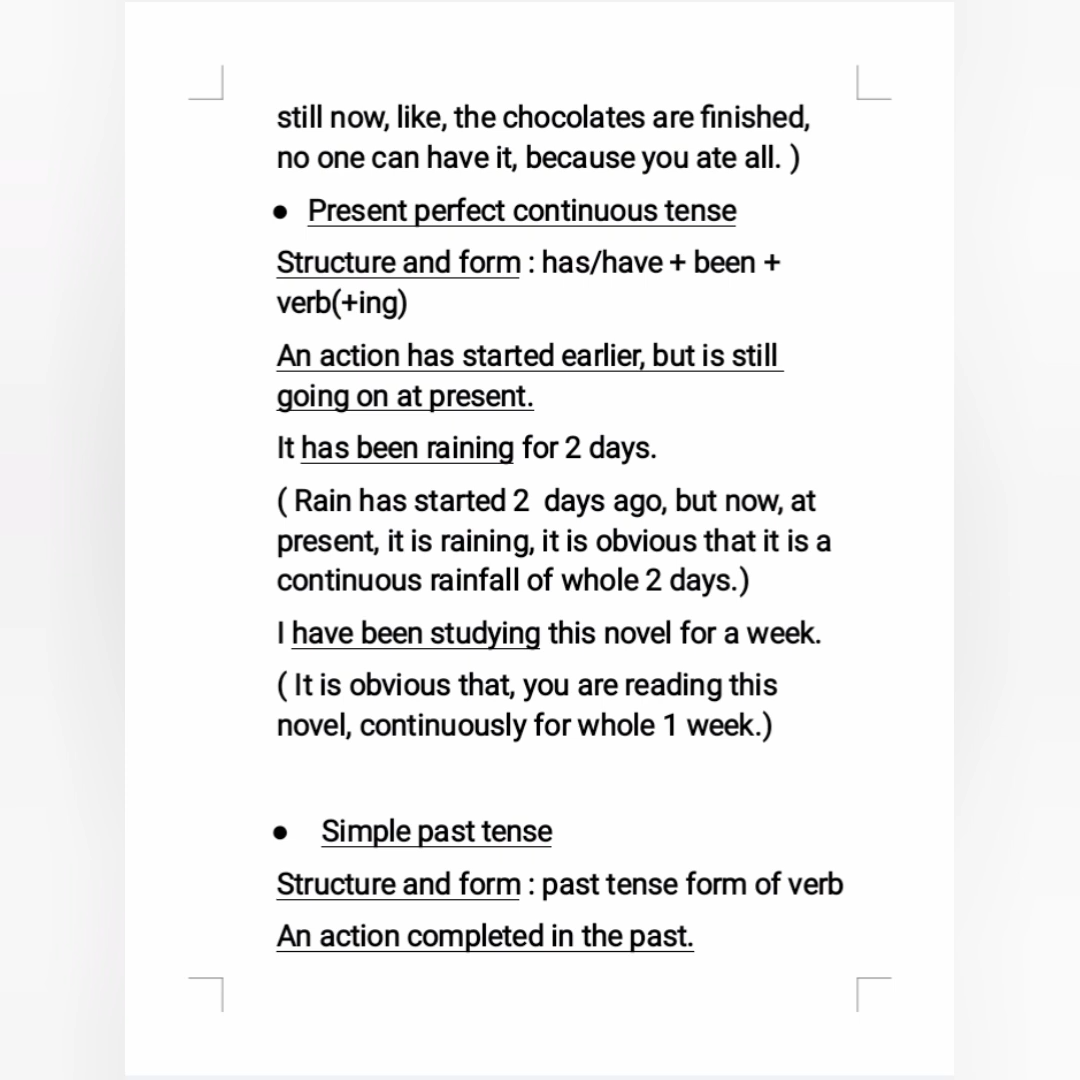 still now, like, the chocolates are finished,
no one can have it, because you ate all. )
● Present perfect continuous tense
Structure and form : has/have + been +
verb(+ing)
An action has started earlier, but is still
going on at present.
It has been raining for 2 days.
( Rain has started 2  days ago, but now, at
present, it is raining, it is obvious that it is a
continuous rainfall of whole 2 days.)
I have been studying this novel for a week.
( It is obvious that, you are reading this
novel, continuously for whole 1 week.)
● Simple past tense
Structure and form : past tense form of verb
An action completed in the past.